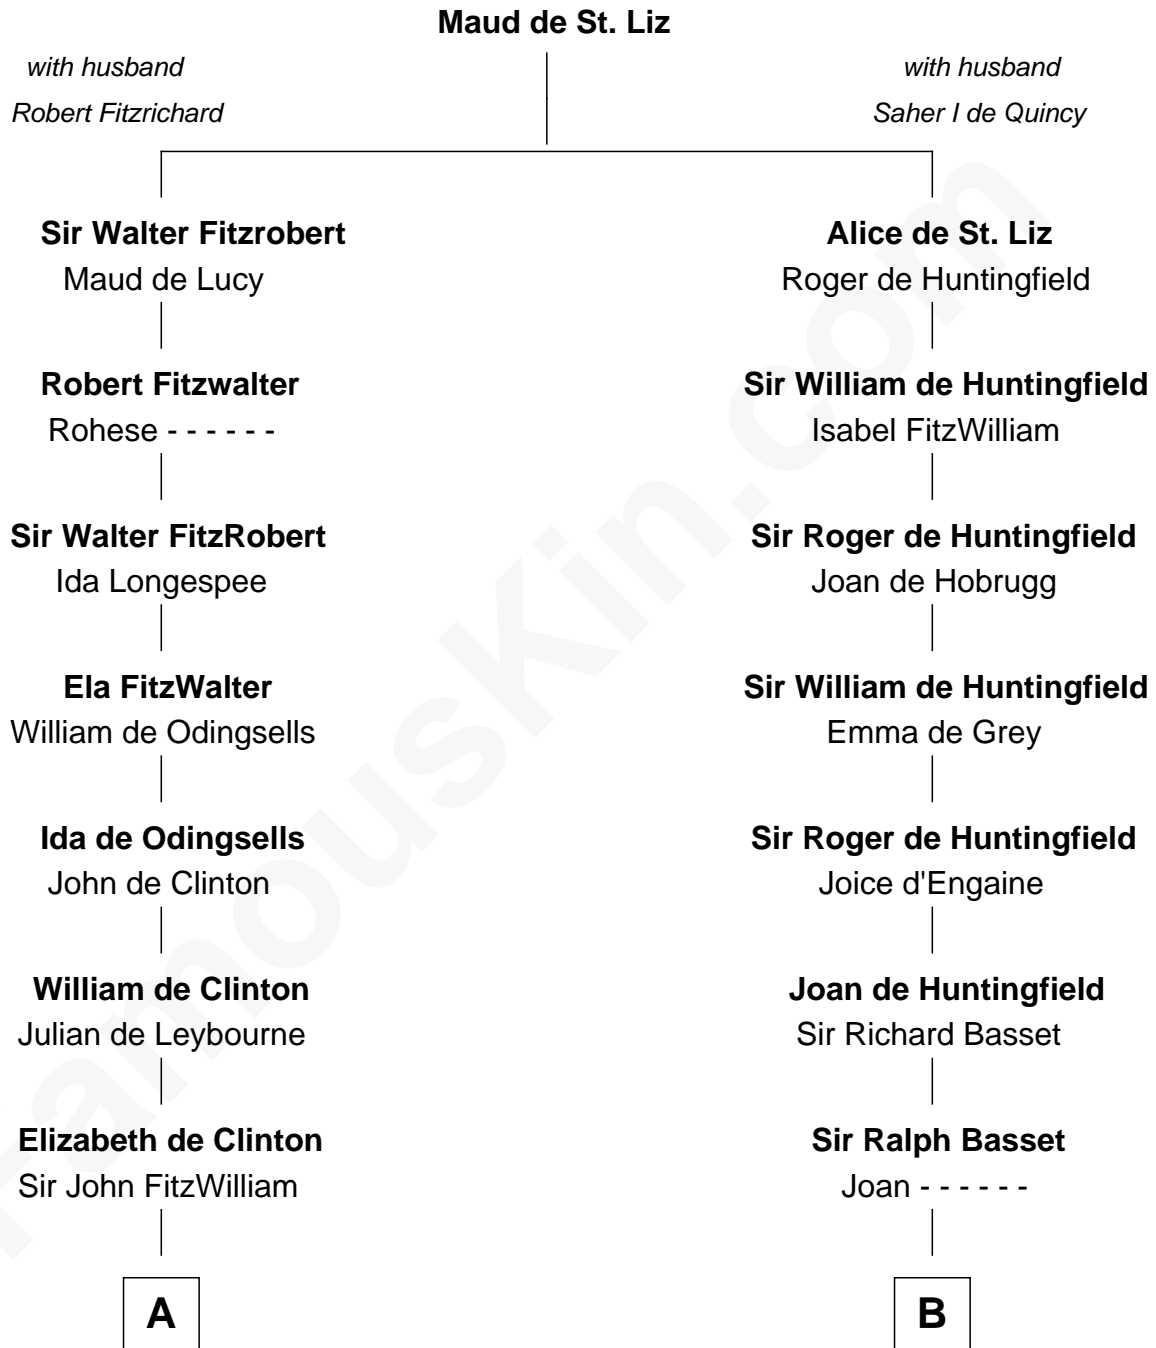 Maud de St. Liz
with husband
Robert Fitzrichard
with husband
Saher I de Quincy
Sir Walter Fitzrobert
Maud de Lucy
Alice de St. Liz
Roger de Huntingfield
Robert Fitzwalter
Rohese - - - - - -
Sir William de Huntingfield
Isabel FitzWilliam
Sir Walter FitzRobert
Ida Longespee
Sir Roger de Huntingfield
Joan de Hobrugg
Ela FitzWalter
William de Odingsells
Sir William de Huntingfield
Emma de Grey
Ida de Odingsells
John de Clinton
Sir Roger de Huntingfield
Joice d'Engaine
William de Clinton
Julian de Leybourne
Joan de Huntingfield
Sir Richard Basset
Elizabeth de Clinton
Sir John FitzWilliam
Sir Ralph Basset
Joan - - - - - -
A
B
FamousKin.com